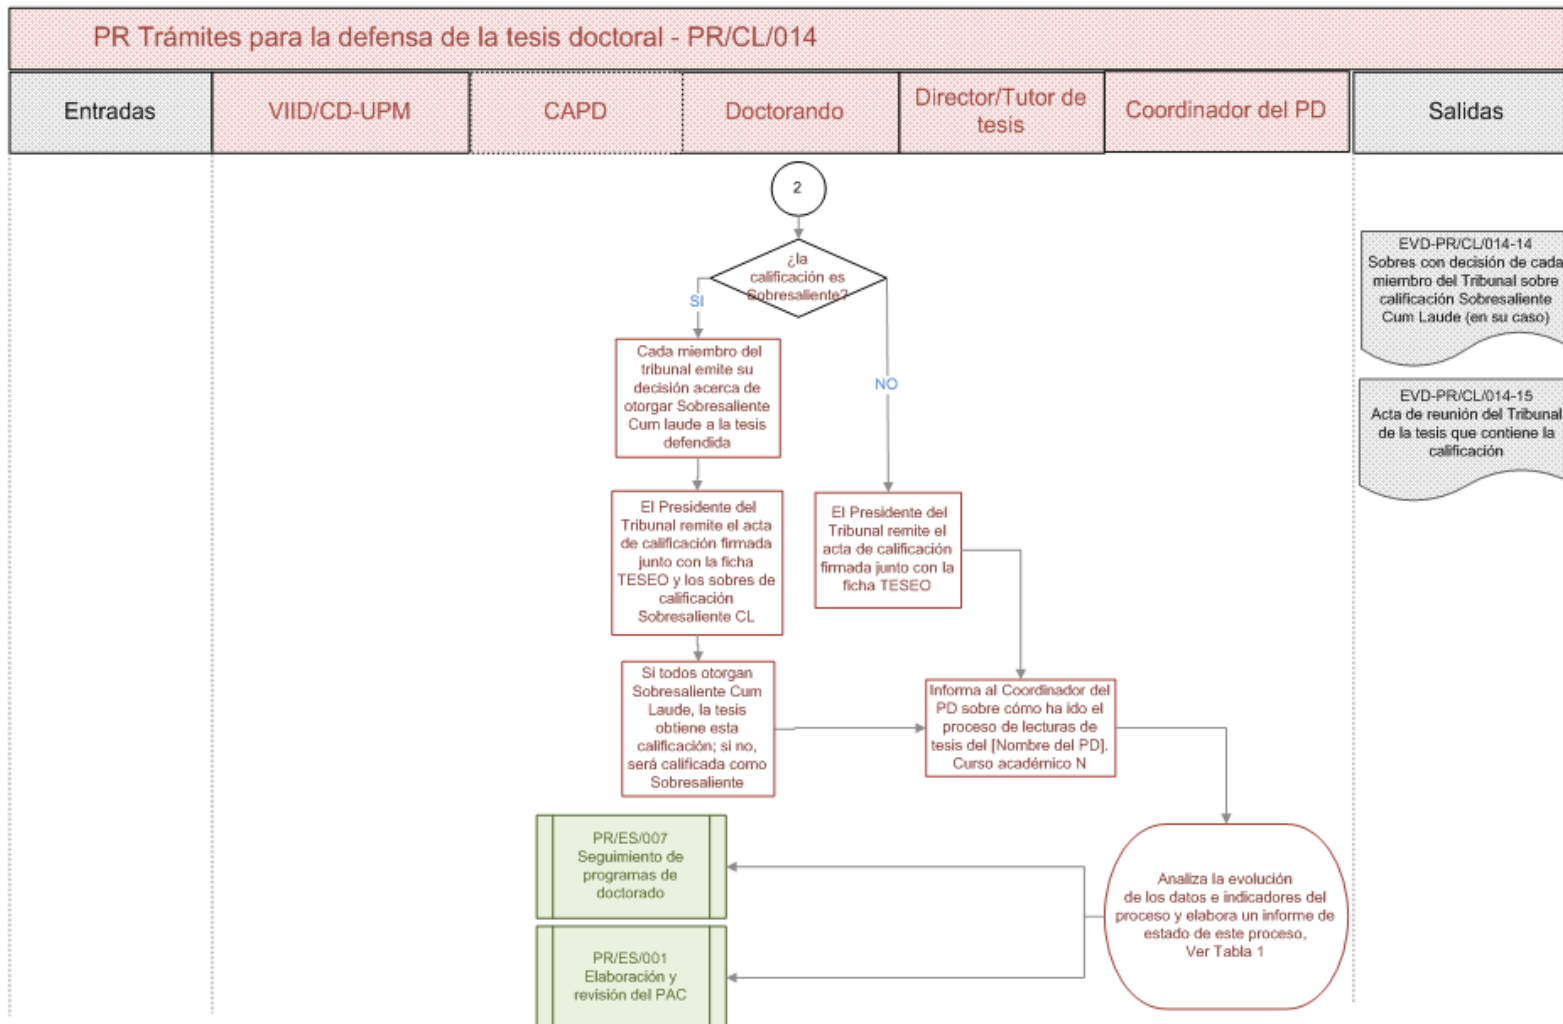 PR Trámites para la defensa de la tesis doctoral - PR/CL/014
Entradas
VIID/CD-UPM
CAPD
Doctorando
Director/Tutor de
tesis
Coordinador del PD
Salidas
2
¿la
calificación es
Sobresaliente?
SI
NO
Cada miembro del
tribunal emite su
decisión acerca de
otorgar Sobresaliente
Cum laude a la tesis
defendida
El Presidente del
Tribunal remite el acta
de calificación firmada
junto con la ficha
TESEO y los sobres de
calificación
Sobresaliente CL
El Presidente del
Tribunal remite el
acta de calificación
firmada junto con la
ficha TESEO
Si todos otorgan
Sobresaliente Cum
Laude, la tesis
obtiene esta
calificación; si no,
será calificada como
Sobresaliente
Informa al Coordinador del
PD sobre cómo ha ido el
proceso de lecturas de
tesis del [Nombre del PD].
Curso académico N
Analiza la evolución
de los datos e indicadores del
proceso y elabora un informe de
estado de este proceso,
Ver Tabla 1
PR/ES/007
Seguimiento de
programas de
doctorado
PR/ES/001
Elaboración y
revisión del PAC
EVD-PR/CL/014-14
Sobres con decisión de cada
miembro del Tribunal sobre
calificación Sobresaliente
Cum Laude (en su caso)
EVD-PR/CL/014-15
Acta de reunión del Tribunal
de la tesis que contiene la
calificación